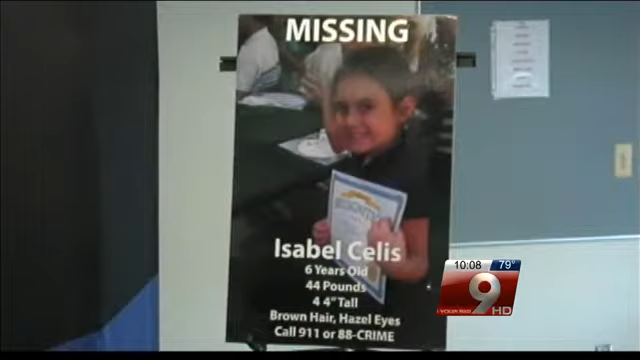 MISSING
Isabel Celis
6 Years Old
44 Pounds
4 4" Tall
Brown Hair, Hazel Eyes
Call 911 or 88-CRIME
10:08 79°
9
HD